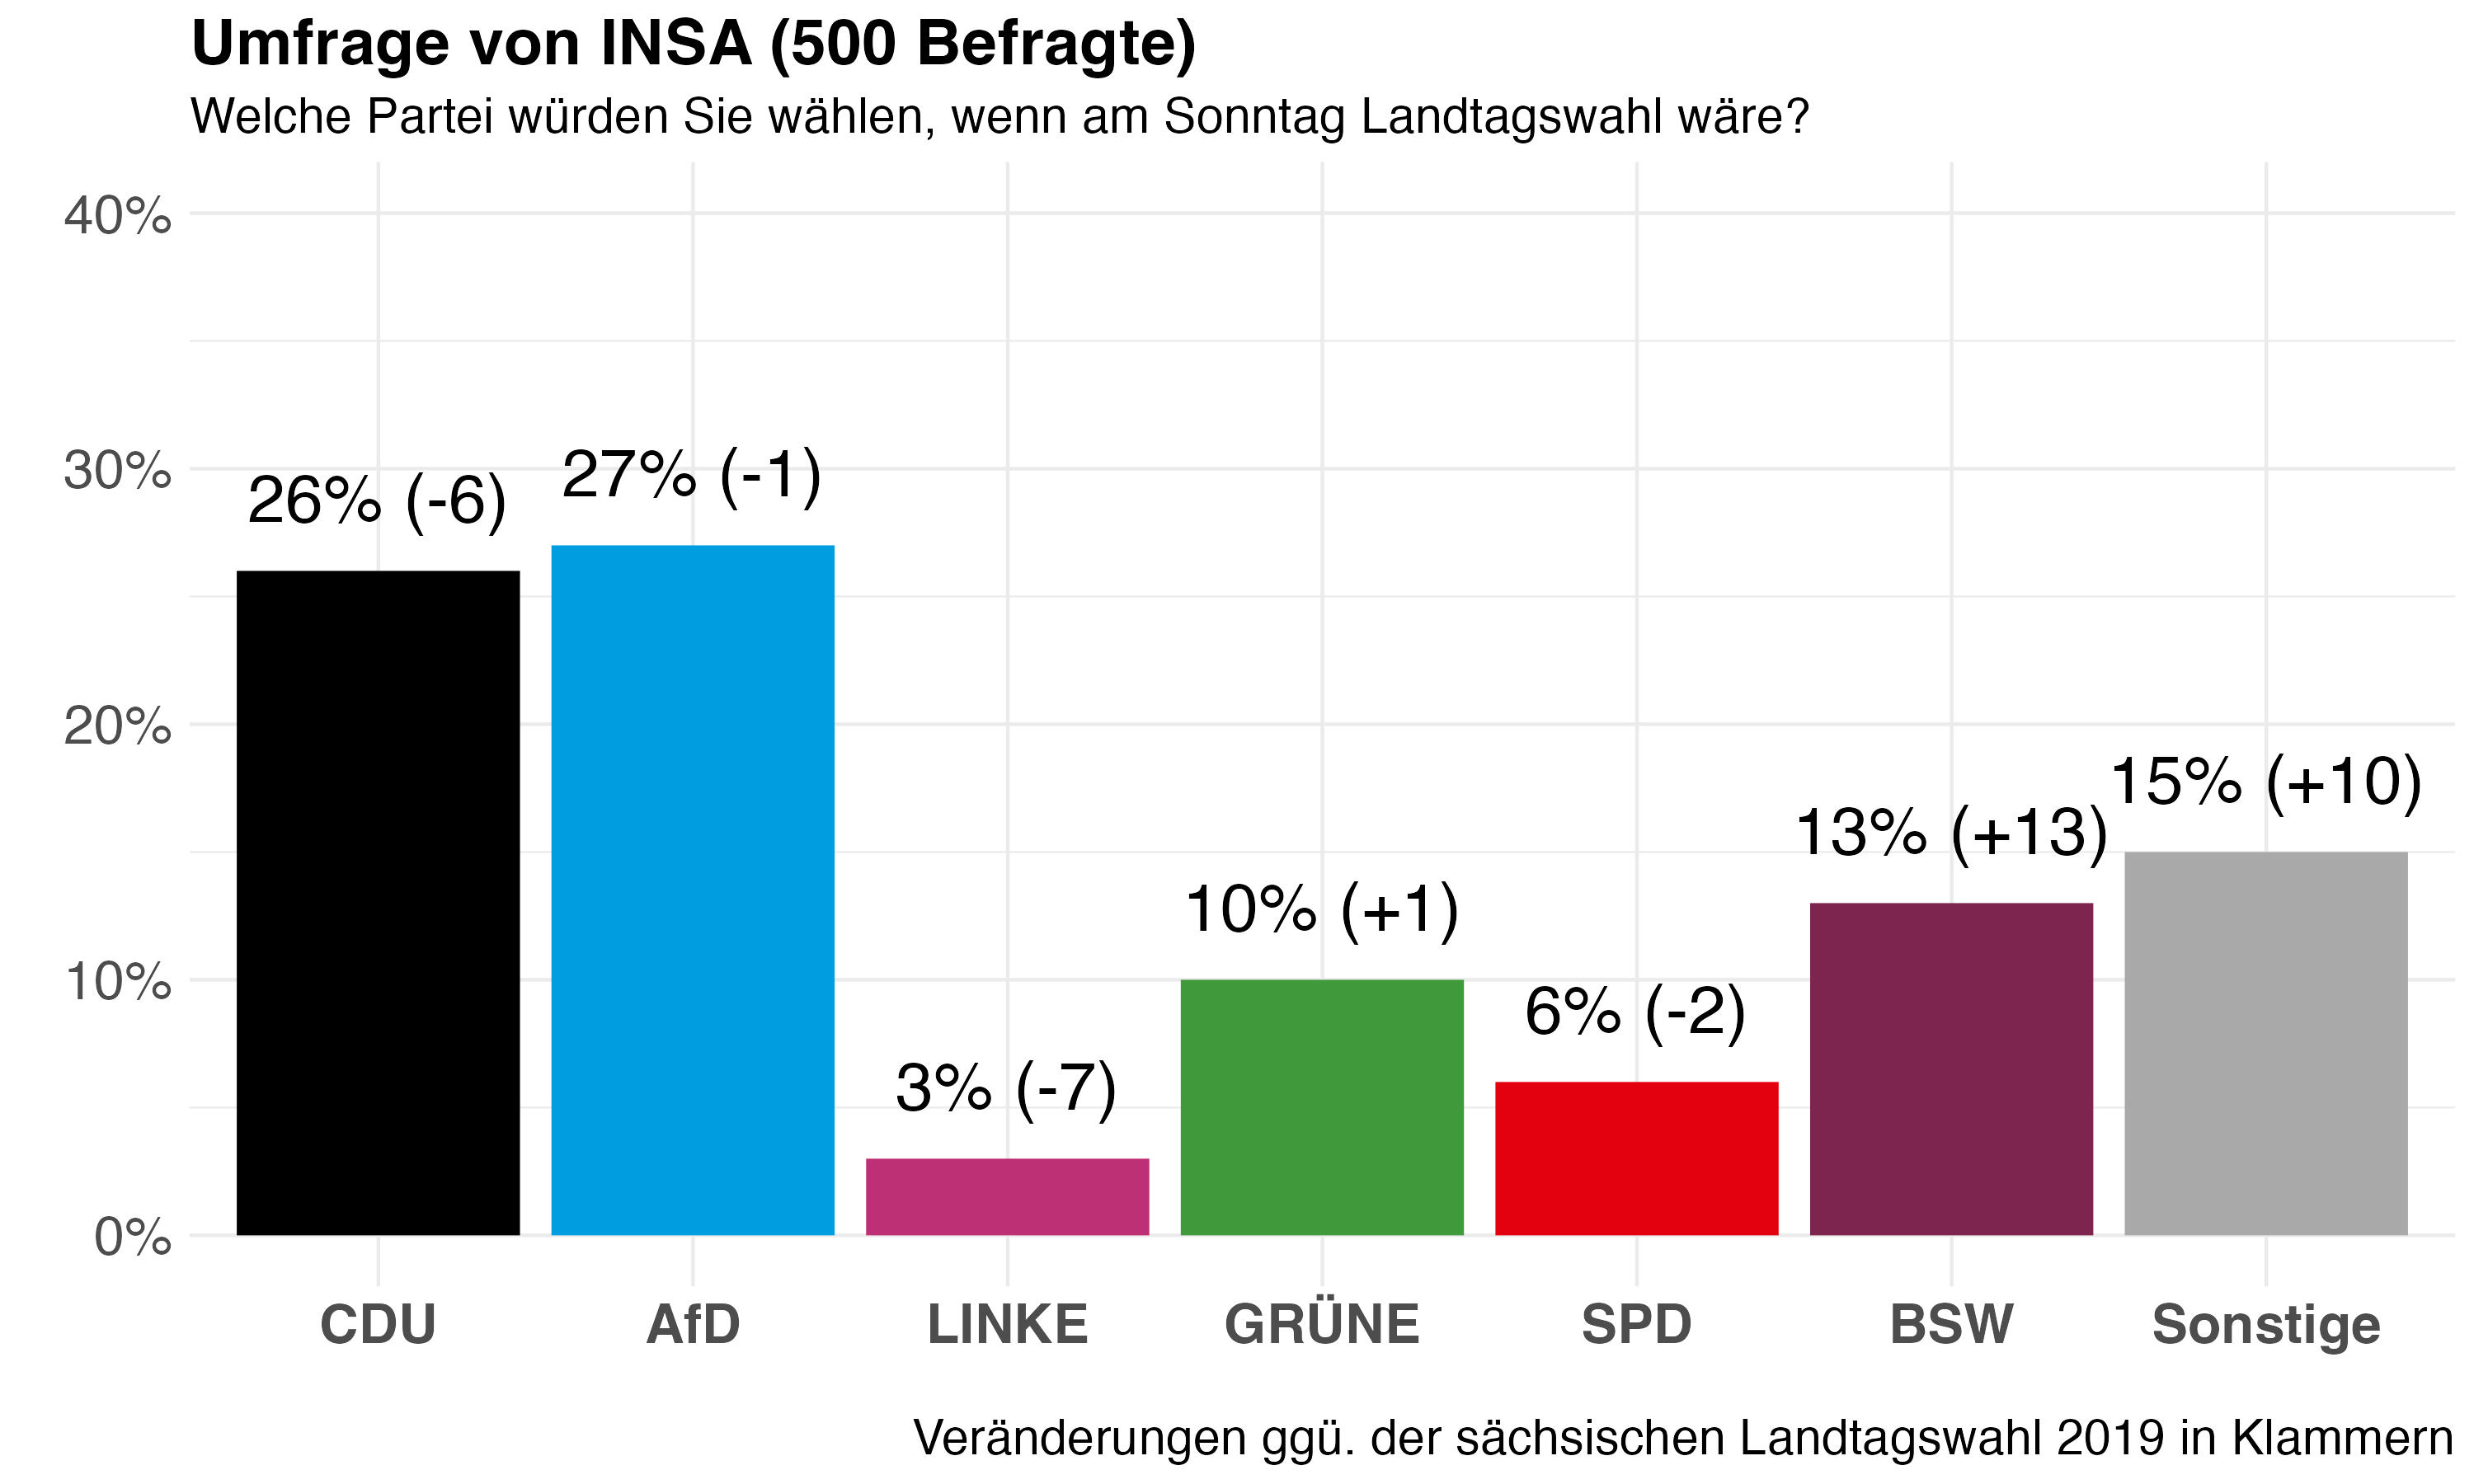 Umfrage von INSA (500 Befragte)
Welche Partei würden Sie wählen, wenn am Sonntag Landtagswahl wäre?
40%
30%
20%
10%
0%
26% (-6)
27% (-1)
3% (-7)
10% (+1)
6% (-2)
13% (+13)
15% (+10)
CDU
AfD
LINKE
GRÜNE
SPD
BSW
Sonstige
Veränderungen ggü. der sächsischen Landtagswahl 2019 in Klammern